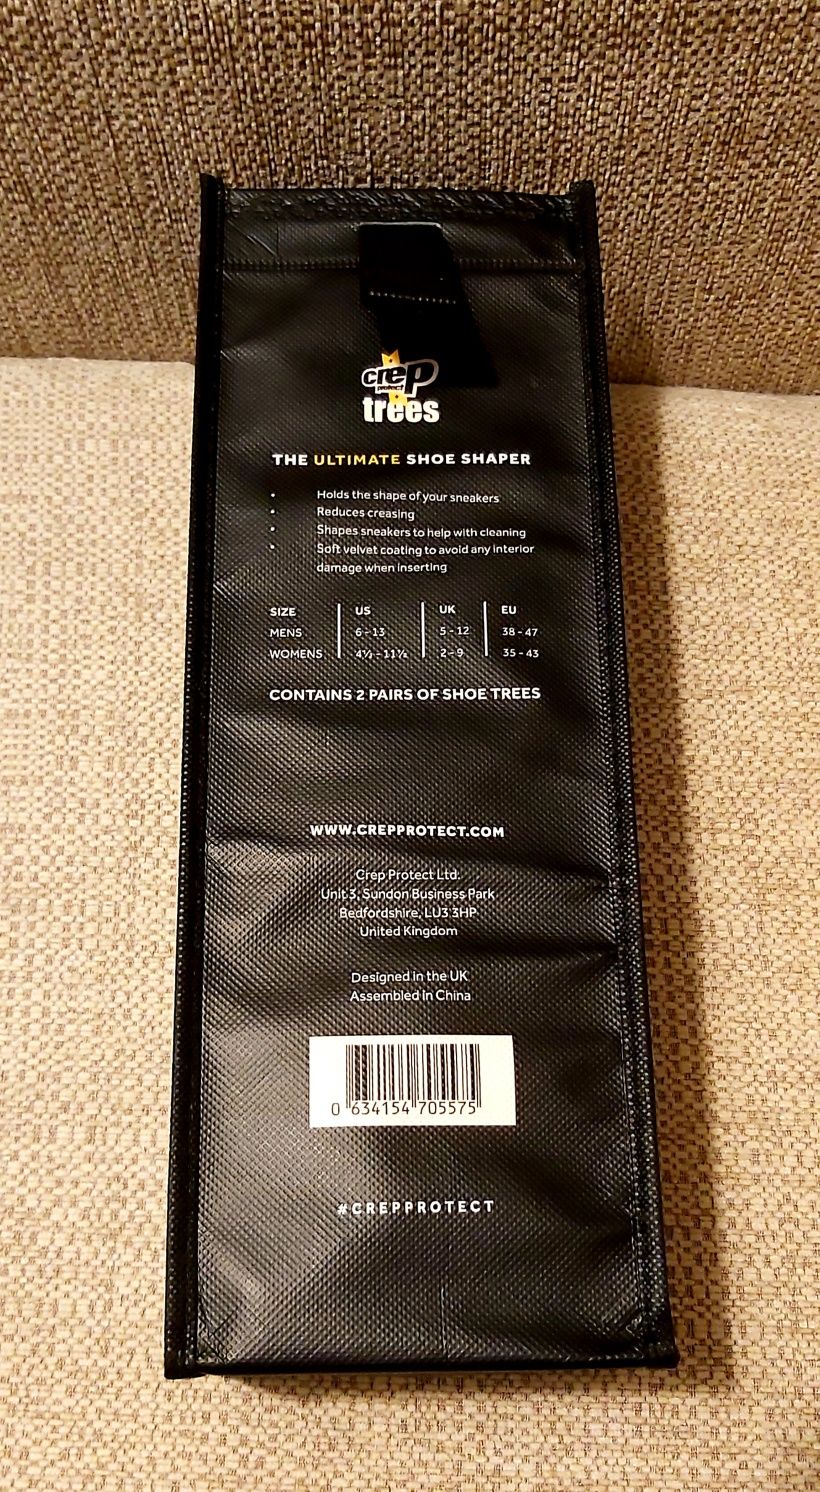 crep
protect
trees
THE ULTIMATE SHOE SHAPER
• Holds the shape of your sneakers
• Reduces creasing
• Shapes sneakers to help with cleaning
• Soft velvet coating to avoid any interior
damage when inserting
SIZE US UK EU
MENS 6 - 13 5 - 12 38 - 47
WOMENS 4½ - 11½ 2 - 9 35 - 43
CONTAINS 2 PAIRS OF SHOE TREES
WWW.CREPPROTECT.COM
Crep Protect Ltd.
Unit 3, Sundon Business Park
Bedfordshire, LU3 3HP
United Kingdom
Designed in the UK
Assembled in China
0 634154 705575
#CREPPROTECT